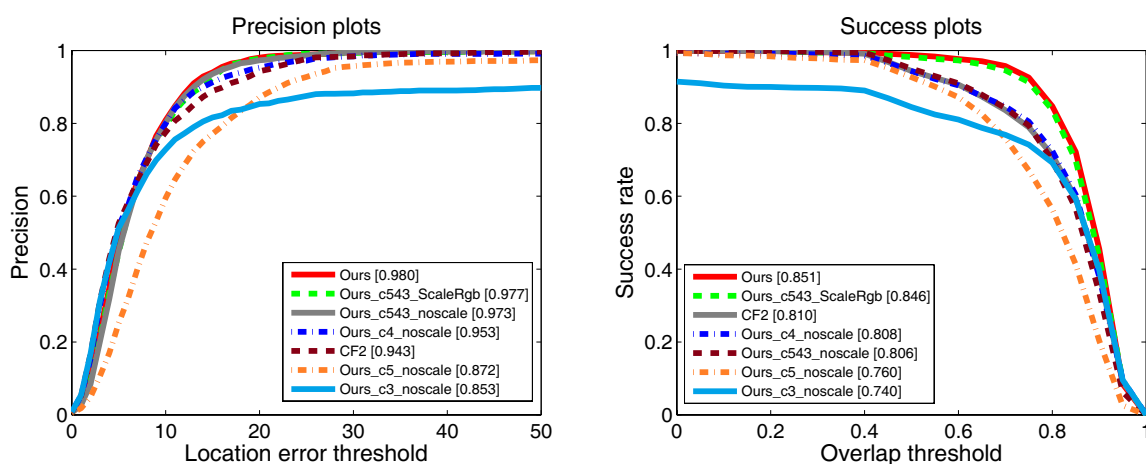 Precision plots
1
0.8
0.6
0.4
0.2
0
0 10 20 30 40 50
Precision
Location error threshold
Ours [0.980]
Ours_c543_ScaleRgb [0.977]
Ours_c543_noscale [0.973]
Ours_c4_noscale [0.953]
CF2 [0.943]
Ours_c5_noscale [0.872]
Ours_c3_noscale [0.853]
Success plots
1
0.8
0.6
0.4
0.2
0
0 0.2 0.4 0.6 0.8 1
Success rate
Overlap threshold
Ours [0.851]
Ours_c543_ScaleRgb [0.846]
CF2 [0.810]
Ours_c4_noscale [0.808]
Ours_c543_noscale [0.806]
Ours_c5_noscale [0.760]
Ours_c3_noscale [0.740]